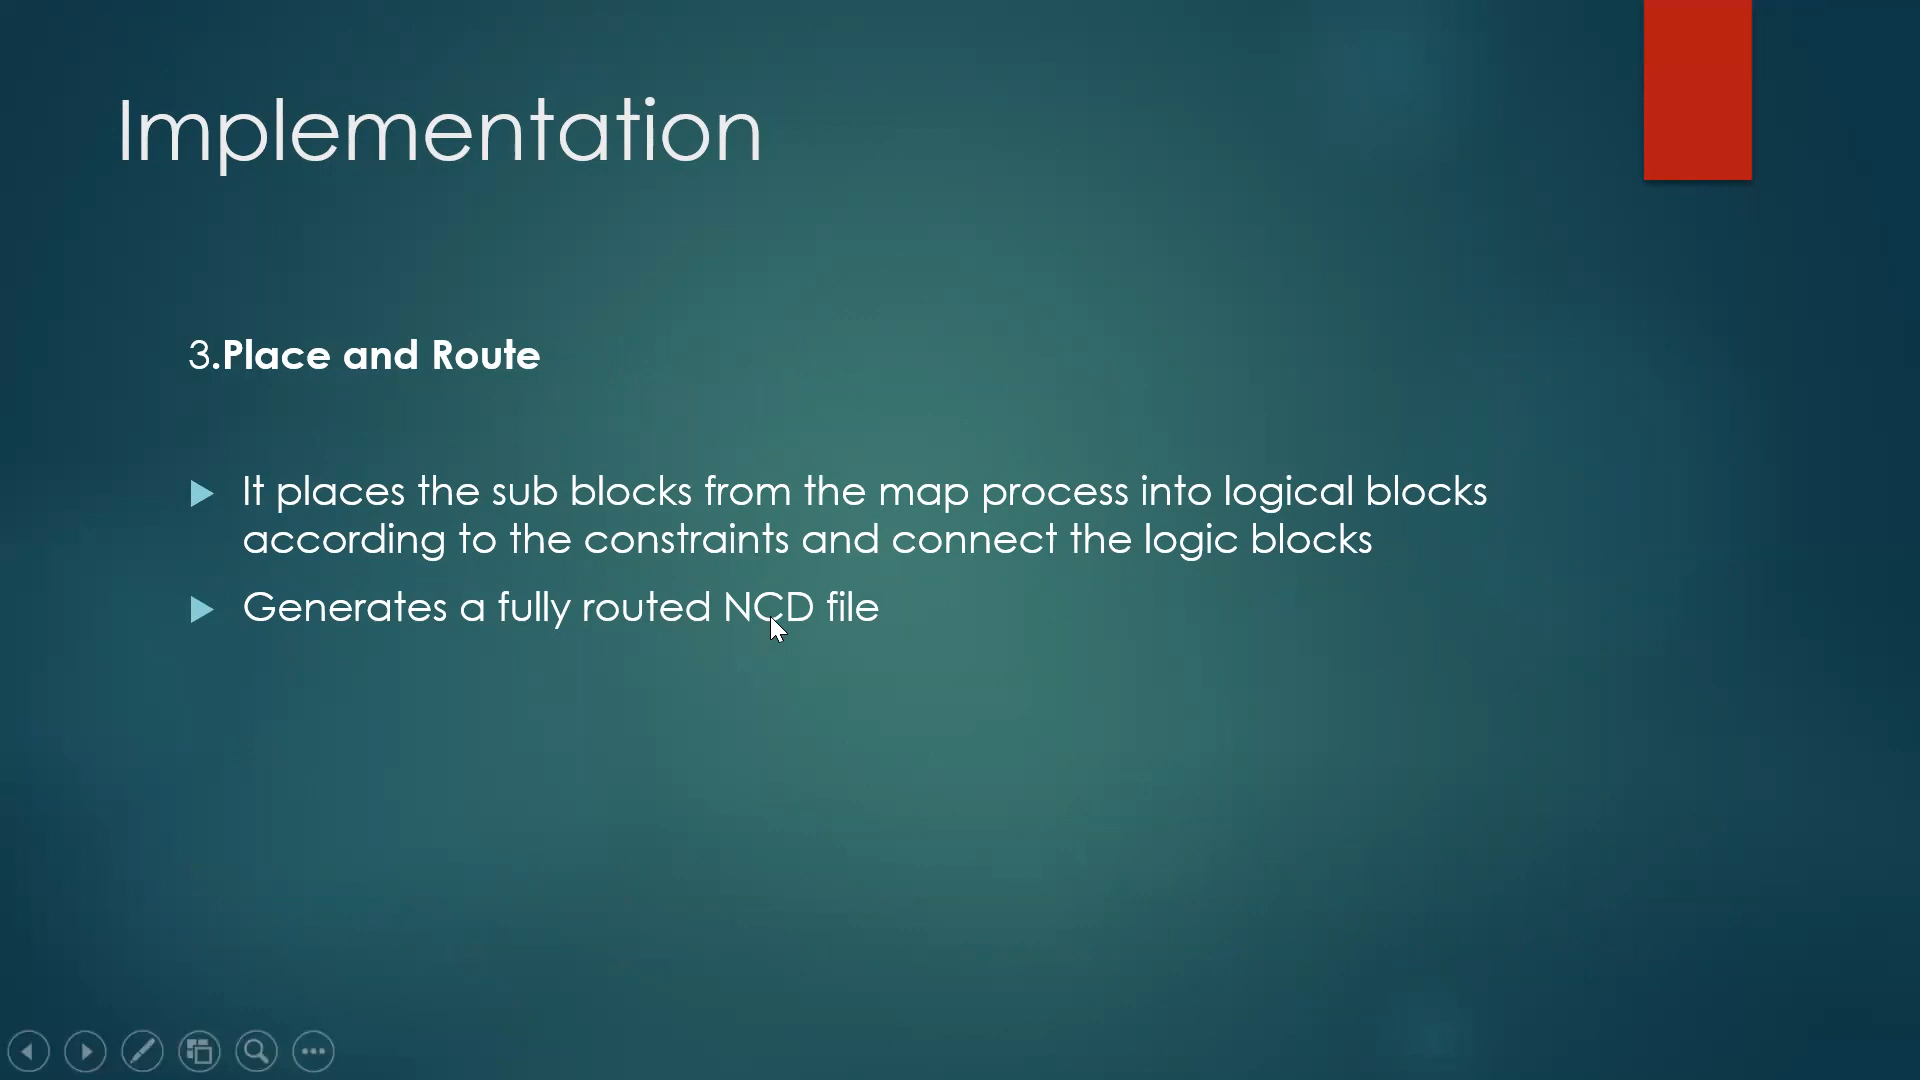 Implementation
3.Place and Route
It places the sub blocks from the map process into logical blocks
according to the constraints and connect the logic blocks
Generates a fully routed NCD file